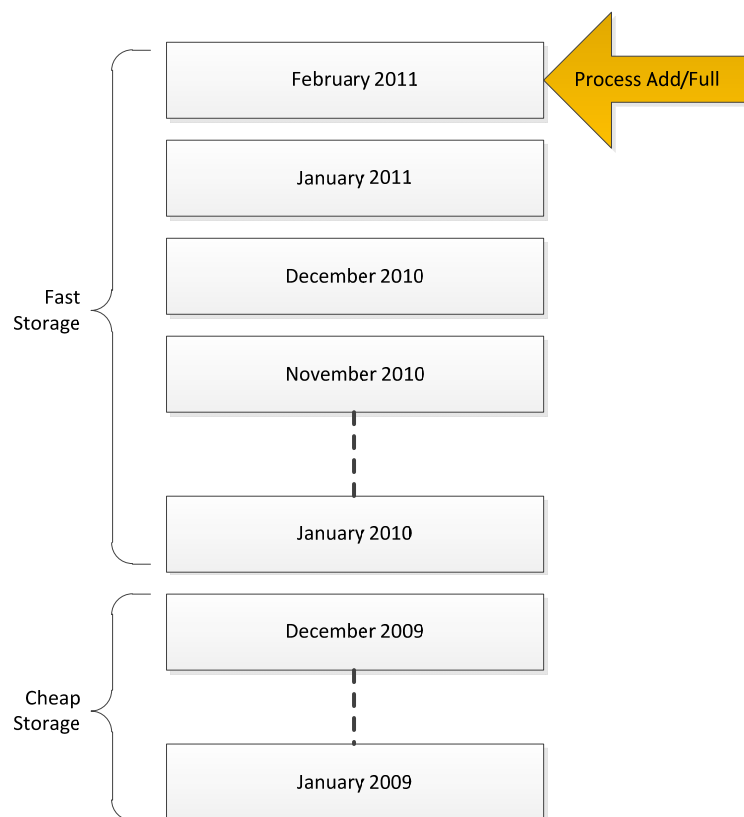 February 2011
Process Add/Full
January 2011
December 2010
Fast
Storage
November 2010
January 2010
December 2009
Cheap
Storage
January 2009